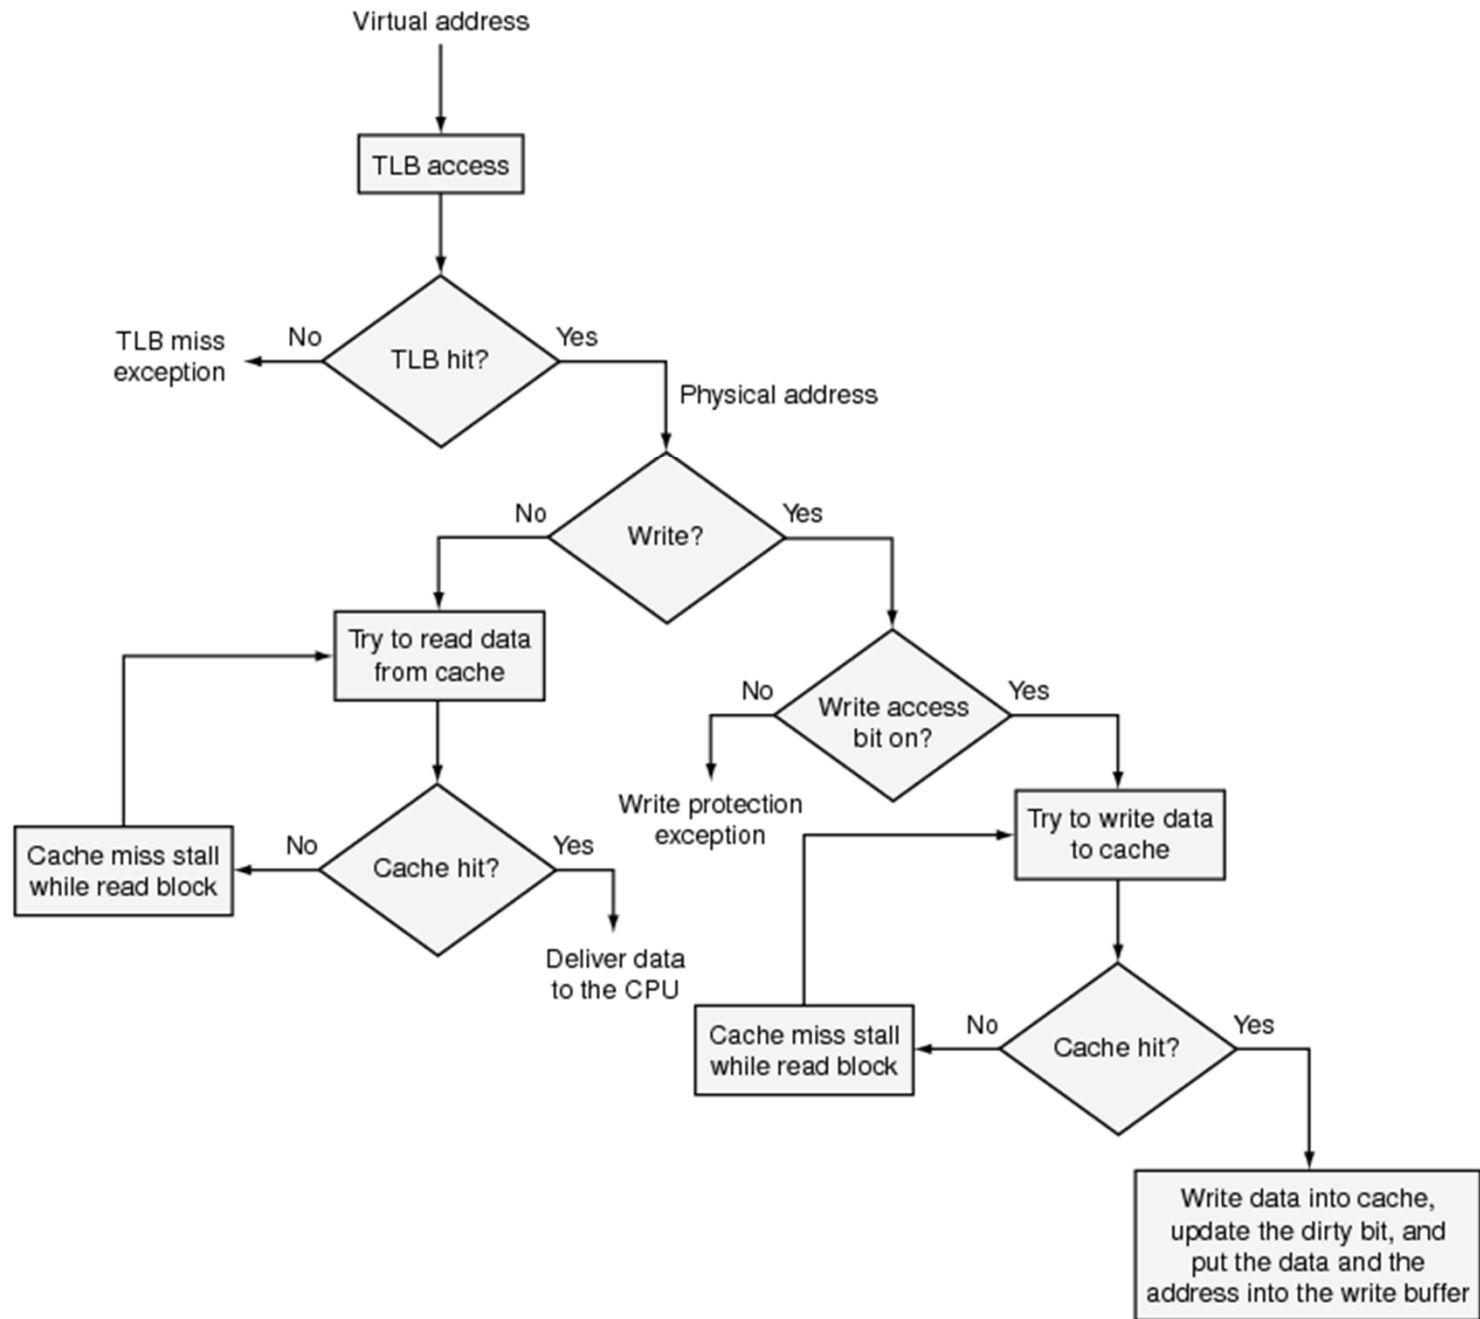 Virtual address
TLB access
TLB hit?
No
Yes
TLB miss
exception
Physical address
Write?
No
Yes
Try to read data
from cache
Write access
bit on?
No
Yes
Write protection
exception
Try to write data
to cache
Cache hit?
No
Yes
Cache miss stall
while read block
Deliver data
to the CPU
Cache hit?
No
Yes
Cache miss stall
while read block
Write data into cache,
update the dirty bit, and
put the data and the
address into the write buffer